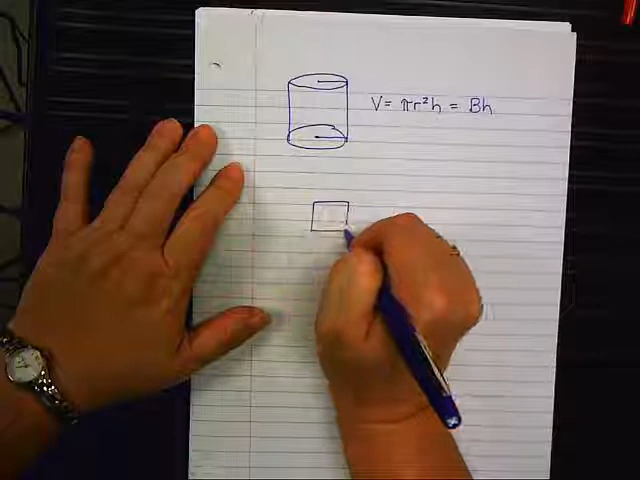 V = πr²h = Bh